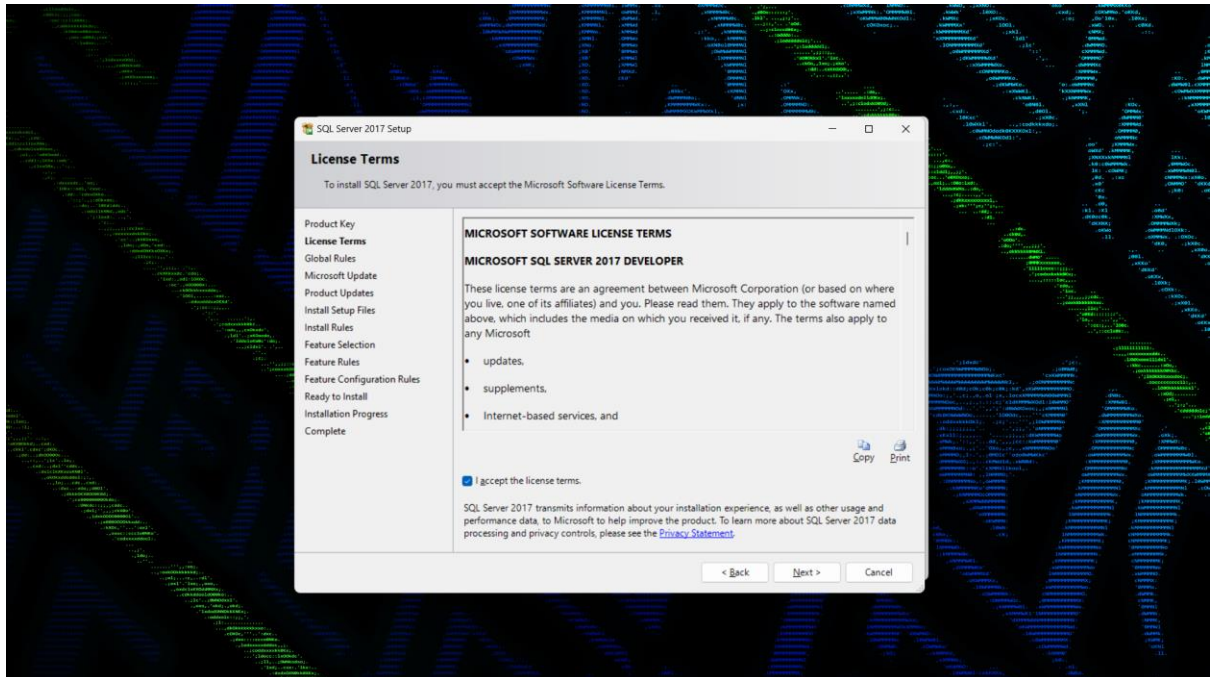 SQL Server 2017 Setup
License Terms
To install SQL Server 2017, you must accept the Microsoft Software License Terms.
Product Key
License Terms
Global Rules
Microsoft Update
Product Updates
Install Setup Files
Install Rules
Feature Selection
Feature Rules
Feature Configuration Rules
Ready to Install
Installation Progress
Complete
MICROSOFT SOFTWARE LICENSE TERMS
MICROSOFT SQL SERVER 2017 DEVELOPER
These license terms are an agreement between Microsoft Corporation (or based on where
you live, one of its affiliates) and you. Please read them. They apply to the software named
above, which includes the media on which you received it, if any. The terms also apply to
any Microsoft
• updates,
• supplements,
• Internet-based services, and
Copy Print
I accept the license terms.
SQL Server 2017 transmits information about your installation experience, as well as other usage and
performance data, to Microsoft to help improve the product. To learn more about SQL Server 2017 data
processing and privacy controls, please see the Privacy Statement.
< Back Next > Cancel